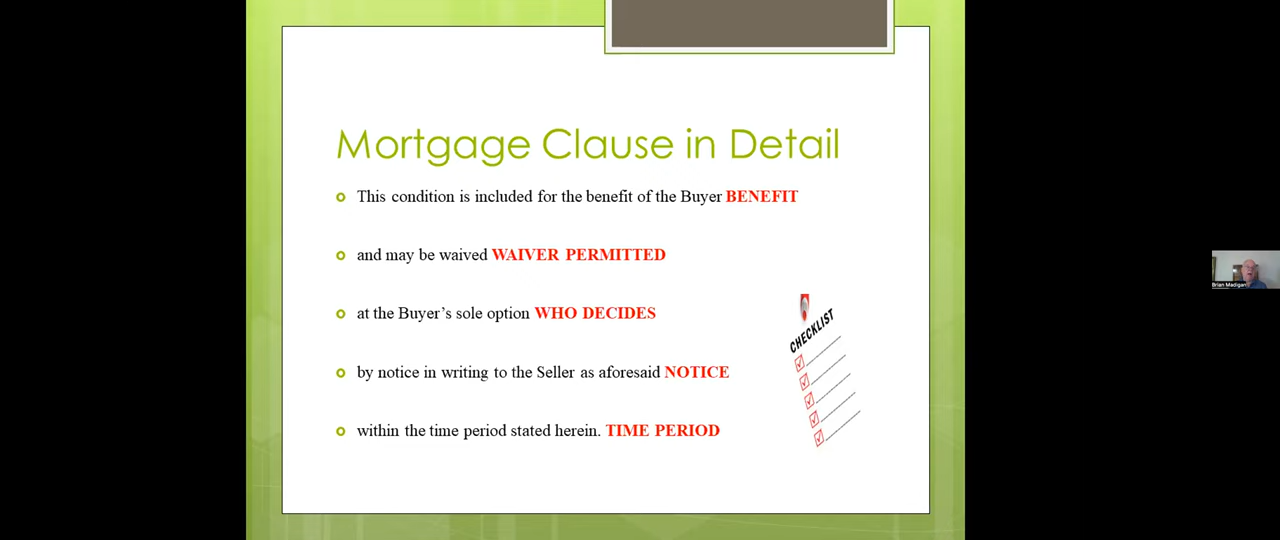 Mortgage Clause in Detail
This condition is included for the benefit of the Buyer BENEFIT
and may be waived WAIVER PERMITTED
at the Buyer’s sole option WHO DECIDES
by notice in writing to the Seller as aforesaid NOTICE
within the time period stated herein. TIME PERIOD
CHECKLIST
Brian Madigan